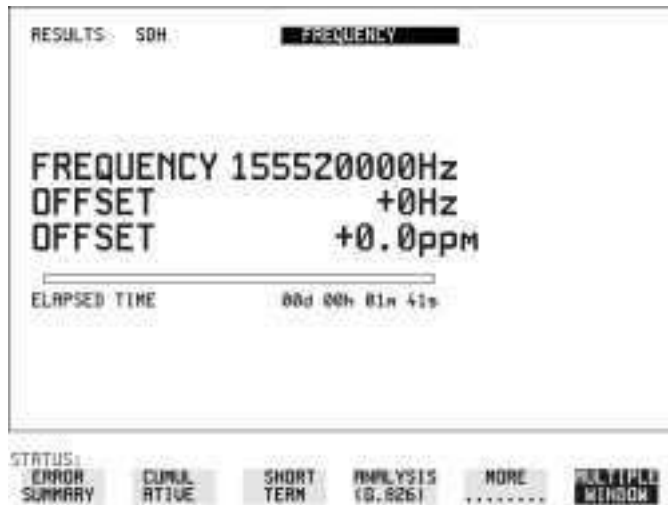 RESULTS SDH FREQUENCY
FREQUENCY 155520000Hz
OFFSET +0Hz
OFFSET +0.0ppm
ELAPSED TIME 00d 00h 01m 41s
STATUS:
ERROR SUMMARY CUMUL ATIVE SHORT TERM ANALYSIS (G.826) MORE ........ MULTIPLE WINDOW